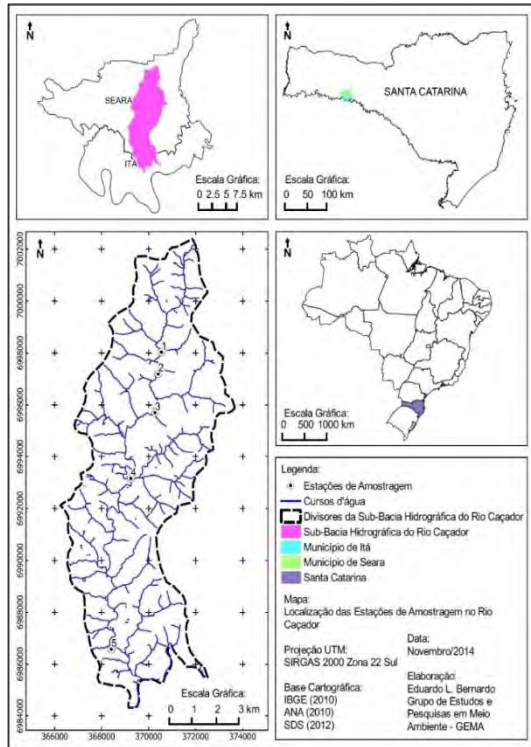 N
SEARA
ITÁ
Escala Gráfica:
0 2.5 5 7.5 km
N
SANTA CATARINA
Escala Gráfica:
0 50 100 km
N
7002000
7000000
6998000
6996000
6994000
6992000
6990000
6988000
6986000
6984000
1
2
3
4
5
Escala Gráfica:
0 1.5 3 km
366000 368000 370000 372000
N
Escala Gráfica:
0 500 1000 km
Legenda:
Estações de Amostragem
Cursos d'água
Divisores da Sub-Bacia Hidrográfica do Rio Caçador
Sub-Bacia Hidrográfica do Rio Caçador
Município de Itá
Município de Seara
Santa Catarina
Mapa:
Localização das Estações de Amostragem no Rio
Caçador
Projeção UTM:
SIRGAS 2000 Zona 22 Sul
Data:
Novembro/2014
Base Cartográfica:
IBGE (2010)
ANA (2010)
SDS (2012)
Elaboração:
Eduardo L. Bernardo
Grupo de Estudos e
Pesquisas em Meio
Ambiente - GEMA